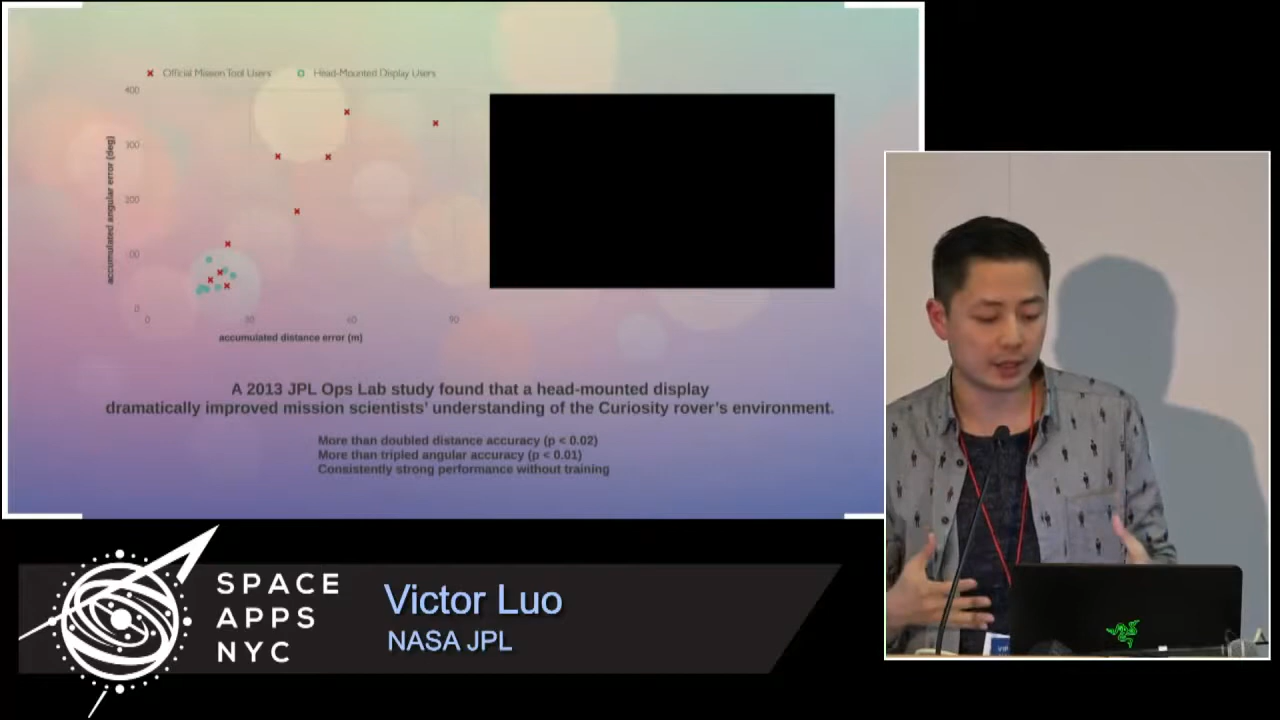 Official Mission Tool Users
Head-Mounted Display Users
400
300
200
00
0
accumulated angular error (deg)
0
30
60
90
accumulated distance error (m)
A 2013 JPL Ops Lab study found that a head-mounted display
dramatically improved mission scientists' understanding of the Curiosity rover's environment.
More than doubled distance accuracy (p < 0.02)
More than tripled angular accuracy (p < 0.01)
Consistently strong performance without training
SPACE
APPS
NYC
Victor Luo
NASA JPL
VIP